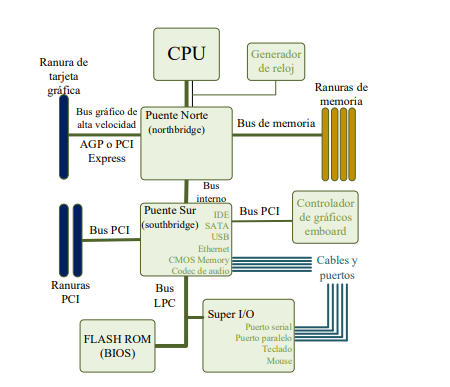 CPU
Generador
de reloj
Ranura de
tarjeta
gráfica
Ranuras de
memoria
Bus gráfico de
alta velocidad
Puente Norte
(northbridge)
Bus de memoria
AGP o PCI
Express
Bus
interno
Puente Sur
(southbridge)
IDE
SATA
USB
Ethernet
CMOS Memory
Codec de audio
Bus PCI
Controlador
de gráficos
emboard
Bus PCI
Ranuras
PCI
Cables y
puertos
Bus
LPC
Super I/O
Puerto serial
Puerto paralelo
Teclado
Mouse
FLASH ROM
(BIOS)